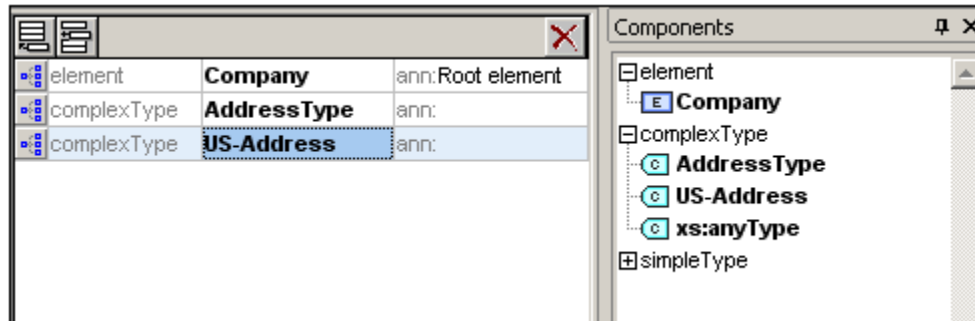 Components
element Company ann:Root element
complexType AddressType ann:
complexType US-Address ann:
element
E Company
complexType
C AddressType
C US-Address
C xs:anyType
simpleType